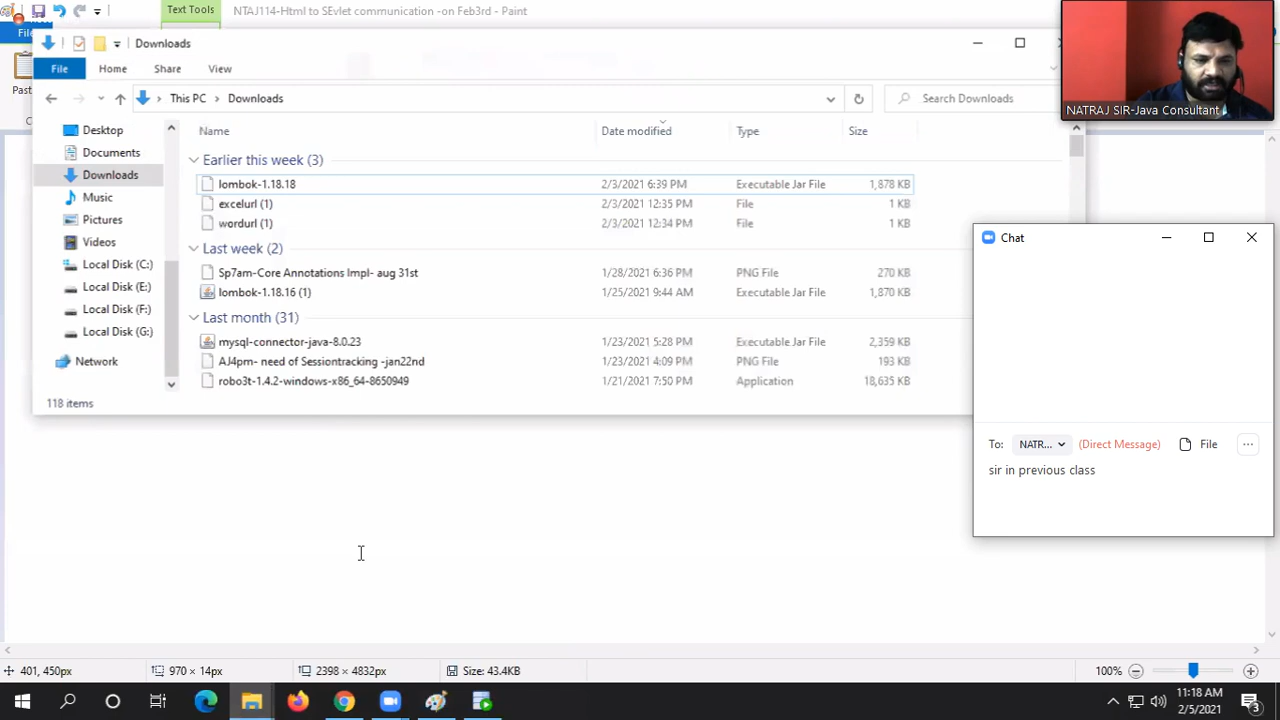 Text Tools
NTAJ114-Html to SEvlet communication -on Feb3rd - Paint
File
Past
Downloads
File
Home
Share
View
This PC
Downloads
Search Downloads
Name
Date modified
Type
Size
Desktop
Documents
Downloads
Music
Pictures
Videos
Local Disk (C:)
Local Disk (E:)
Local Disk (F:)
Local Disk (G:)
Network
Earlier this week (3)
lombok-1.18.18 2/3/2021 6:39 PM Executable Jar File 1,878 KB
excelurl (1) 2/3/2021 12:35 PM File 1 KB
wordurl (1) 2/3/2021 12:34 PM File 1 KB
Last week (2)
Sp7am-Core Annotations Impl- aug 31st 1/28/2021 6:36 PM PNG File 270 KB
lombok-1.18.16 (1) 1/25/2021 9:44 AM Executable Jar File 1,870 KB
Last month (31)
mysql-connector-java-8.0.23 1/23/2021 5:28 PM Executable Jar File 2,359 KB
AJ4pm- need of Sessiontracking -jan22nd 1/23/2021 4:09 PM PNG File 193 KB
robo3t-1.4.2-windows-x86_64-8650949 1/21/2021 7:50 PM Application 18,635 KB
118 items
NATRAJ SIR-Java Consultant
Chat
To: NATR... (Direct Message) File ...
sir in previous class
401, 450px
970 × 14px
2398 × 4832px
Size: 43.4KB
100%
11:18 AM
2/5/2021
3